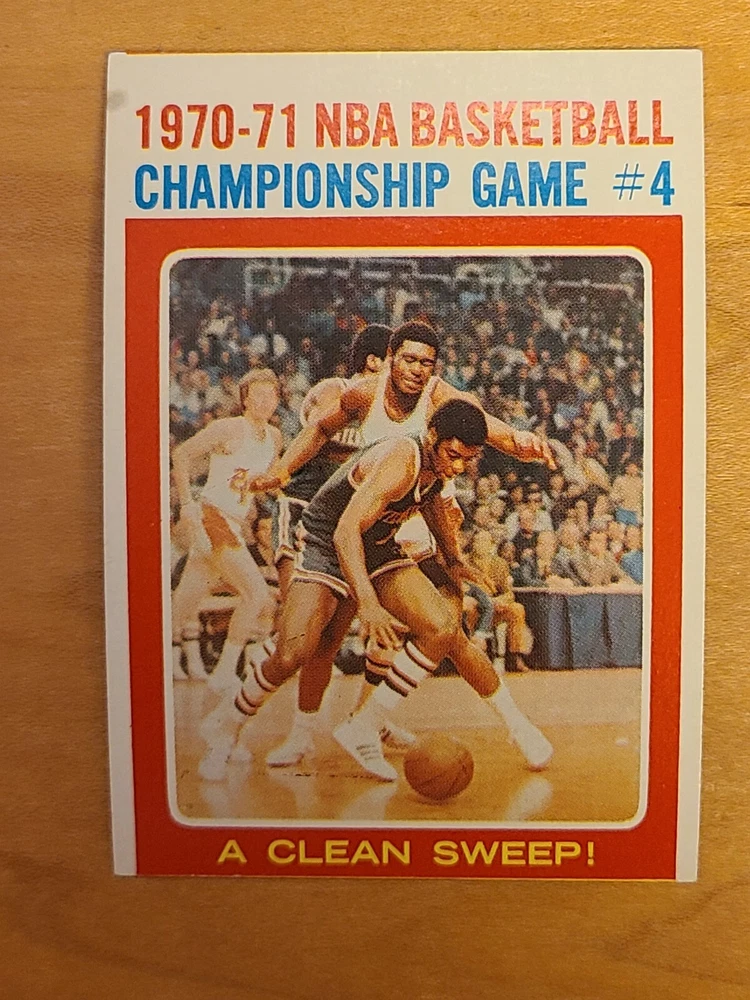 1970-71 NBA BASKETBALL
CHAMPIONSHIP GAME #4
A CLEAN SWEEP!